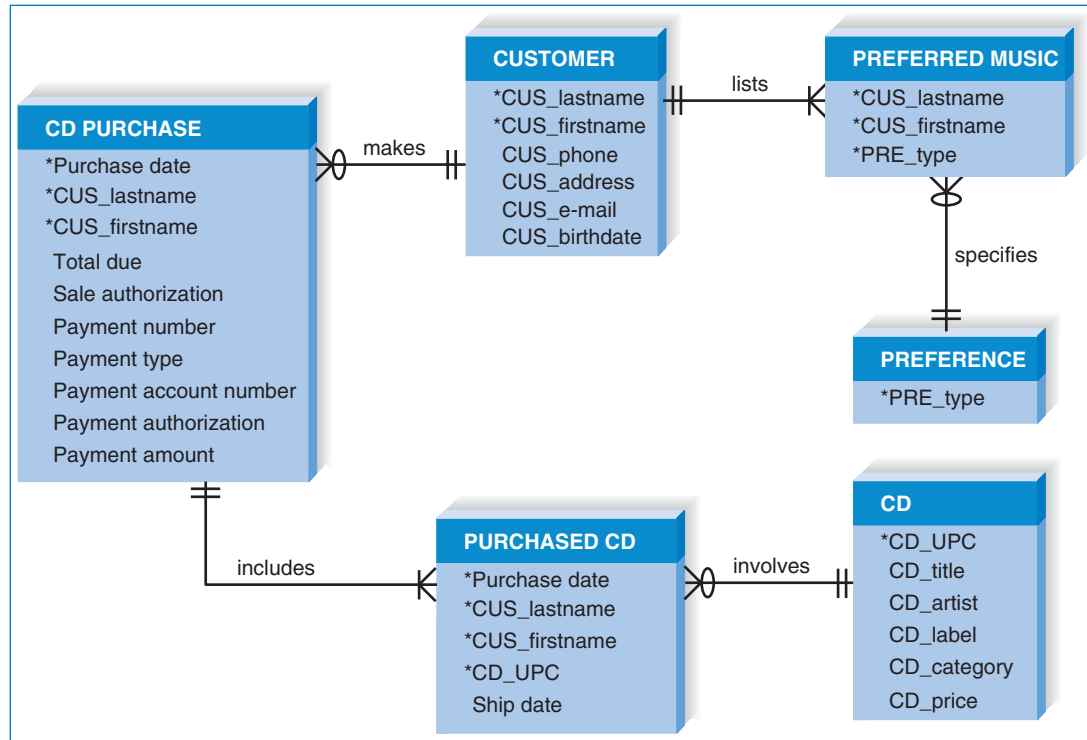 CD PURCHASE
*Purchase date
*CUS_lastname
*CUS_firstname
Total due
Sale authorization
Payment number
Payment type
Payment account number
Payment authorization
Payment amount
makes
CUSTOMER
*CUS_lastname
*CUS_firstname
CUS_phone
CUS_address
CUS_e-mail
CUS_birthdate
lists
PREFERRED MUSIC
*CUS_lastname
*CUS_firstname
*PRE_type
specifies
PREFERENCE
*PRE_type
includes
PURCHASED CD
*Purchase date
*CUS_lastname
*CUS_firstname
*CD_UPC
Ship date
involves
CD
*CD_UPC
CD_title
CD_artist
CD_label
CD_category
CD_price